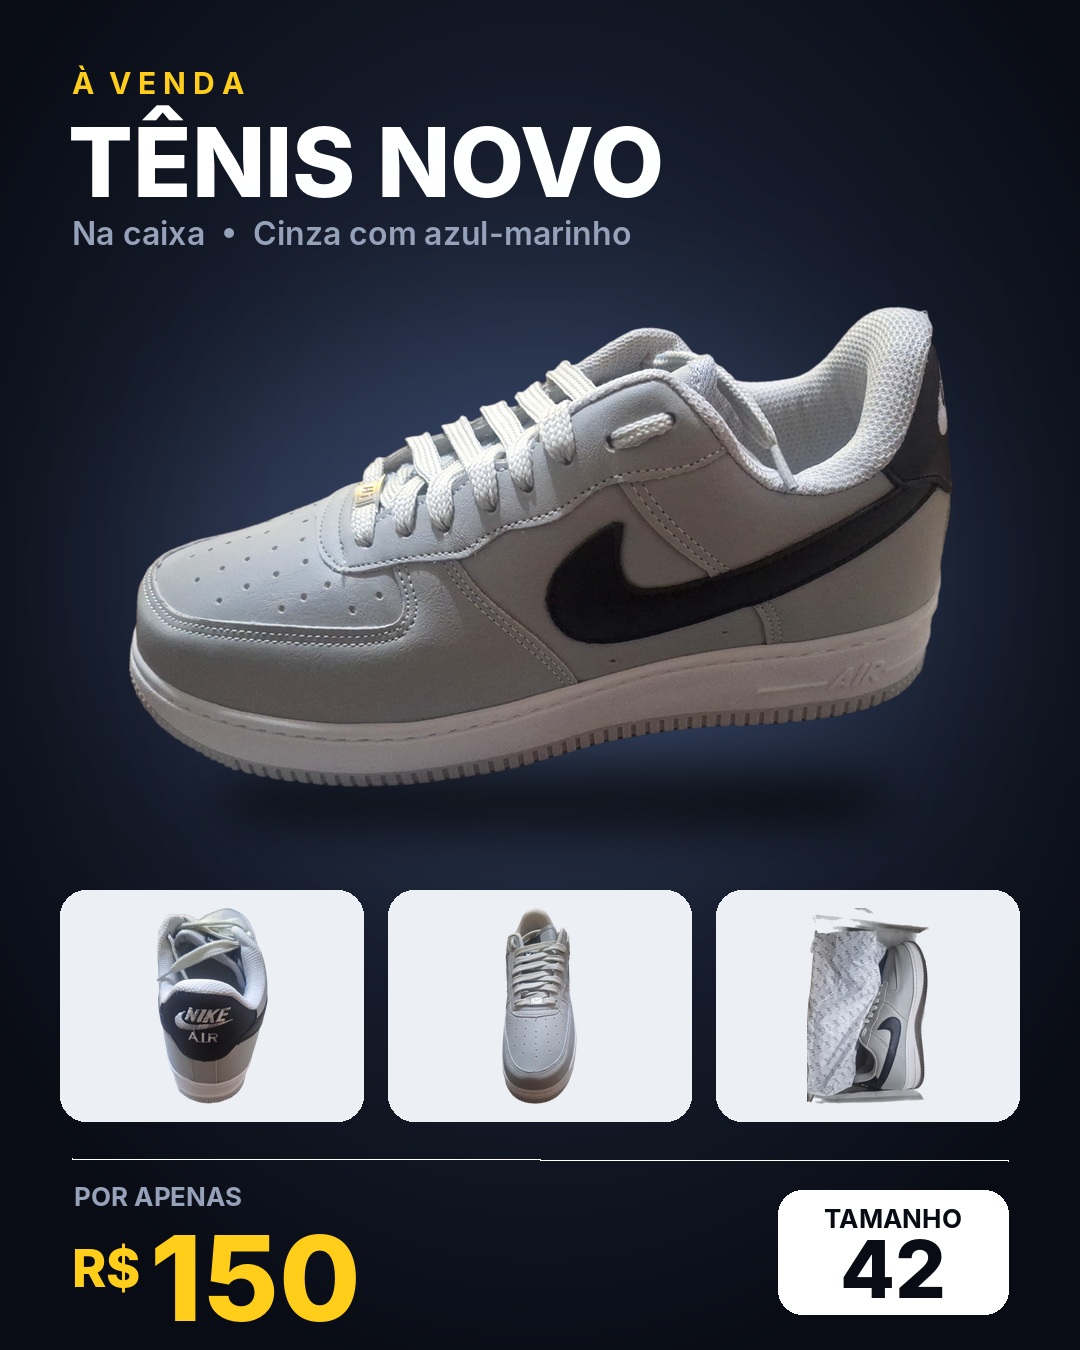 À VENDA
TÊNIS NOVO
Na caixa • Cinza com azul-marinho
AIR
NIKE
AIR
POR APENAS
R$ 150
TAMANHO
42